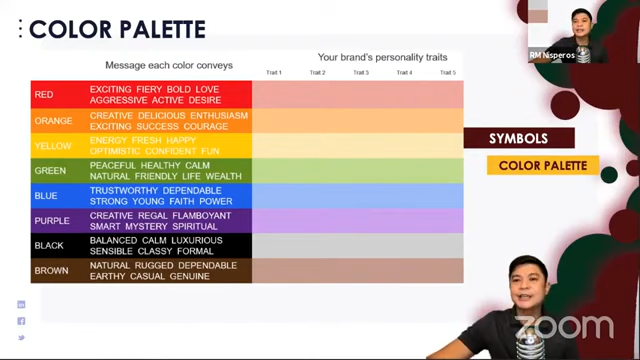 COLOR PALETTE
RM Nisperos
Message each color conveys
Your brand's personality traits
Trait 1 Trait 2 Trait 3 Trait 4 Trait 5
RED
EXCITING FIERY BOLD LOVE
AGGRESSIVE ACTIVE DESIRE
ORANGE
CREATIVE DELICIOUS ENTHUSIASM
EXCITING SUCCESS COURAGE
YELLOW
ENERGY FRESH HAPPY
OPTIMISTIC CONFIDENT FUN
GREEN
PEACEFUL HEALTHY CALM
NATURAL FRIENDLY LIFE WEALTH
BLUE
TRUSTWORTHY DEPENDABLE
STRONG YOUNG FAITH POWER
PURPLE
CREATIVE REGAL FLAMBOYANT
SMART MYSTERY SPIRITUAL
BLACK
BALANCED CALM LUXURIOUS
SENSIBLE CLASSY FORMAL
BROWN
NATURAL RUGGED DEPENDABLE
EARTHY CASUAL GENUINE
SYMBOLS
COLOR PALETTE
zoom